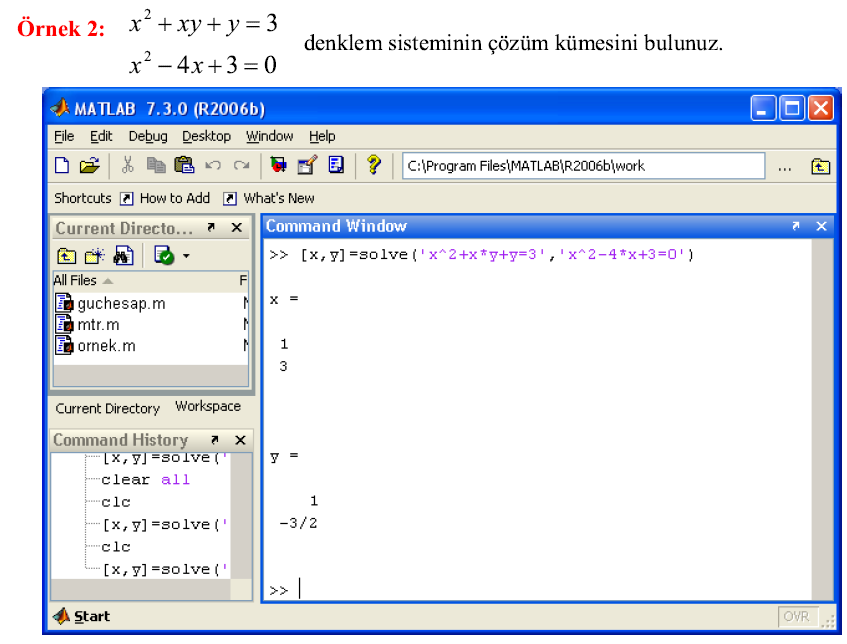 Örnek 2: x² + xy + y = 3
x² − 4x + 3 = 0
denklem sisteminin çözüm kümesini bulunuz.
MATLAB 7.3.0 (R2006b)
File Edit Debug Desktop Window Help
C:\Program Files\MATLAB\R2006b\work ...
Shortcuts How to Add What's New
Current Directo...
All Files F
guchesap.m
mtr.m
ornek.m
Current Directory Workspace
Command History
[x,y]=solve('
clear all
clc
[x,y]=solve('
clc
[x,y]=solve('
Command Window
>> [x,y]=solve('x^2+x*y+y=3','x^2-4*x+3=0')
x =
1
3
y =
1
-3/2
>>
Start
OVR